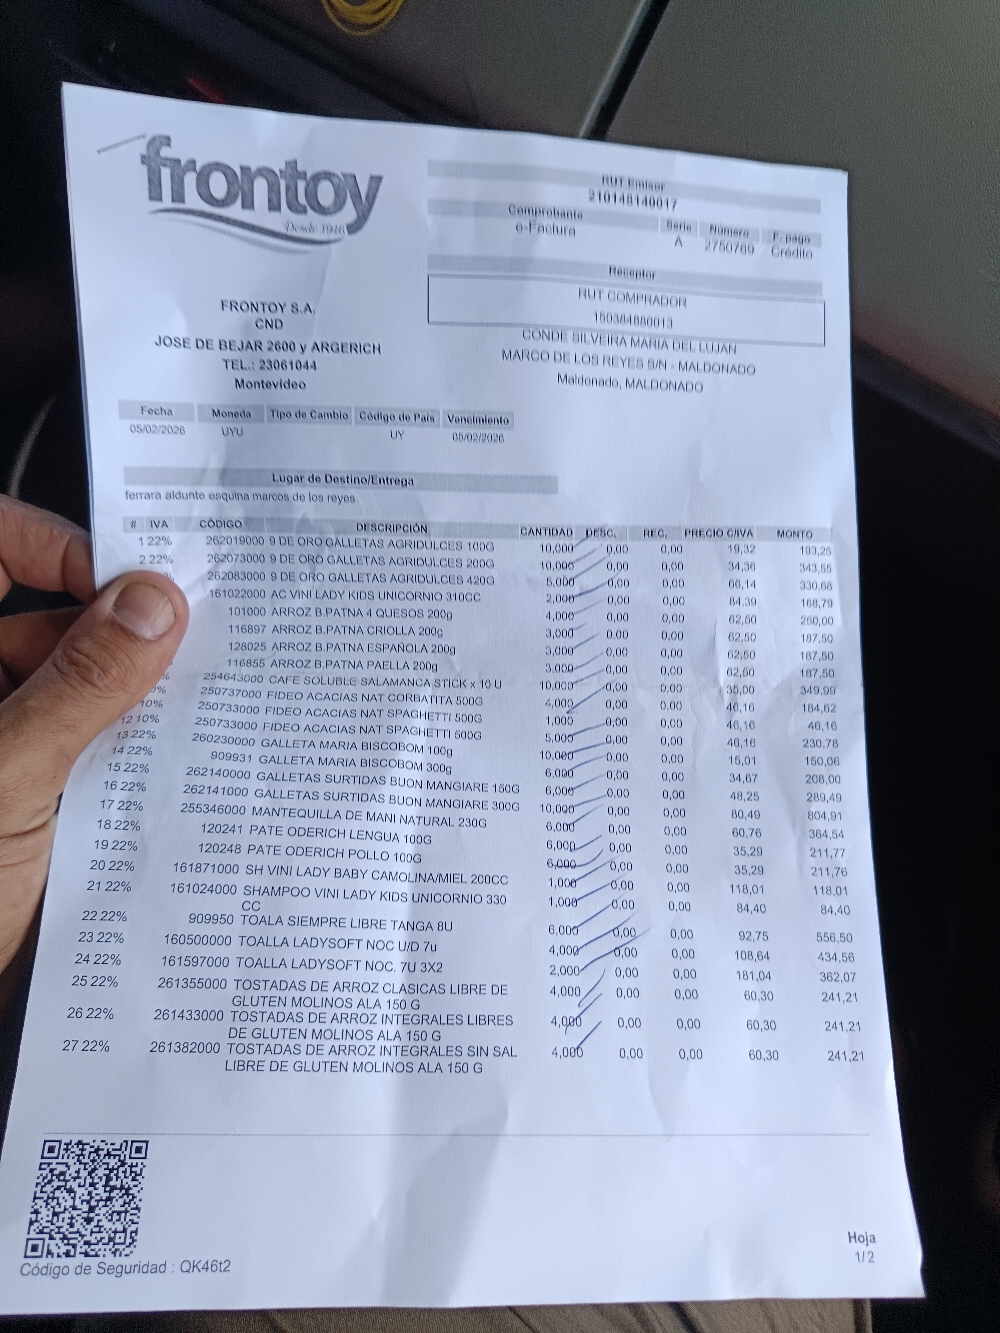 frontoy
Desde 1940
RUT Emisor
210148140017
Comprobante Serie Número F. pago
e-Factura A 2750769 Crédito
Receptor
RUT COMPRADOR
150384880013
CONDE SILVEIRA MARIA DEL LUJAN
MARCO DE LOS REYES S/N - MALDONADO
Maldonado, MALDONADO
FRONTOY S.A.
CND
JOSE DE BEJAR 2600 y ARGERICH
TEL.: 23061044
Montevideo
Fecha Moneda Tipo de Cambio Código de País Vencimiento
05/02/2026 UYU UY 05/02/2026
Lugar de Destino/Entrega
ferrara aldunte esquina marcos de los reyes
# IVA CÓDIGO DESCRIPCIÓN CANTIDAD DESC. REC. PRECIO C/IVA MONTO
1 22% 262019000 9 DE ORO GALLETAS AGRIDULCES 100G 10,000 0,00 0,00 19,32 193,25
2 22% 262073000 9 DE ORO GALLETAS AGRIDULCES 200G 10,000 0,00 0,00 34,36 343,55
262083000 9 DE ORO GALLETAS AGRIDULCES 420G 5,000 0,00 0,00 66,14 330,68
161022000 AC VINI LADY KIDS UNICORNIO 310CC 2,000 0,00 0,00 84,39 168,79
101000 ARROZ B.PATNA 4 QUESOS 200g 4,000 0,00 0,00 62,50 250,00
116897 ARROZ B.PATNA CRIOLLA 200g 3,000 0,00 0,00 62,50 187,50
128025 ARROZ B.PATNA ESPAÑOLA 200g 3,000 0,00 0,00 62,50 187,50
116855 ARROZ B.PATNA PAELLA 200g 3,000 0,00 0,00 62,50 187,50
% 254643000 CAFE SOLUBLE SALAMANCA STICK x 10 U 10,000 0,00 0,00 35,00 349,99
% 250737000 FIDEO ACACIAS NAT CORBATITA 500G 4,000 0,00 0,00 46,16 184,62
10% 250733000 FIDEO ACACIAS NAT SPAGHETTI 500G 1,000 0,00 0,00 46,16 46,16
12 10% 250733000 FIDEO ACACIAS NAT SPAGHETTI 500G 5,000 0,00 0,00 46,16 230,78
13 22% 260230000 GALLETA MARIA BISCOBOM 100g 10,000 0,00 0,00 15,01 150,06
14 22% 909931 GALLETA MARIA BISCOBOM 300g 6,000 0,00 0,00 34,67 208,00
15 22% 262140000 GALLETAS SURTIDAS BUON MANGIARE 150G 6,000 0,00 0,00 48,25 289,49
16 22% 262141000 GALLETAS SURTIDAS BUON MANGIARE 300G 10,000 0,00 0,00 80,49 804,91
17 22% 255346000 MANTEQUILLA DE MANI NATURAL 230G 6,000 0,00 0,00 60,76 364,54
18 22% 120241 PATE ODERICH LENGUA 100G 6,000 0,00 0,00 35,29 211,77
19 22% 120248 PATE ODERICH POLLO 100G 6,000 0,00 0,00 35,29 211,76
20 22% 161871000 SH VINI LADY BABY CAMOLINA/MIEL 200CC 1,000 0,00 0,00 118,01 118,01
21 22% 161024000 SHAMPOO VINI LADY KIDS UNICORNIO 330 1,000 0,00 0,00 84,40 84,40
CC
22 22% 909950 TOALA SIEMPRE LIBRE TANGA 8U 6,000 0,00 0,00 92,75 556,50
23 22% 160500000 TOALLA LADYSOFT NOC U/D 7u 4,000 0,00 0,00 108,64 434,56
24 22% 161597000 TOALLA LADYSOFT NOC. 7U 3X2 2,000 0,00 0,00 181,04 362,07
25 22% 261355000 TOSTADAS DE ARROZ CLASICAS LIBRE DE 4,000 0,00 0,00 60,30 241,21
GLUTEN MOLINOS ALA 150 G
26 22% 261433000 TOSTADAS DE ARROZ INTEGRALES LIBRES 4,000 0,00 0,00 60,30 241,21
DE GLUTEN MOLINOS ALA 150 G
27 22% 261382000 TOSTADAS DE ARROZ INTEGRALES SIN SAL 4,000 0,00 0,00 60,30 241,21
LIBRE DE GLUTEN MOLINOS ALA 150 G
Código de Seguridad : QK46t2
Hoja
1/2